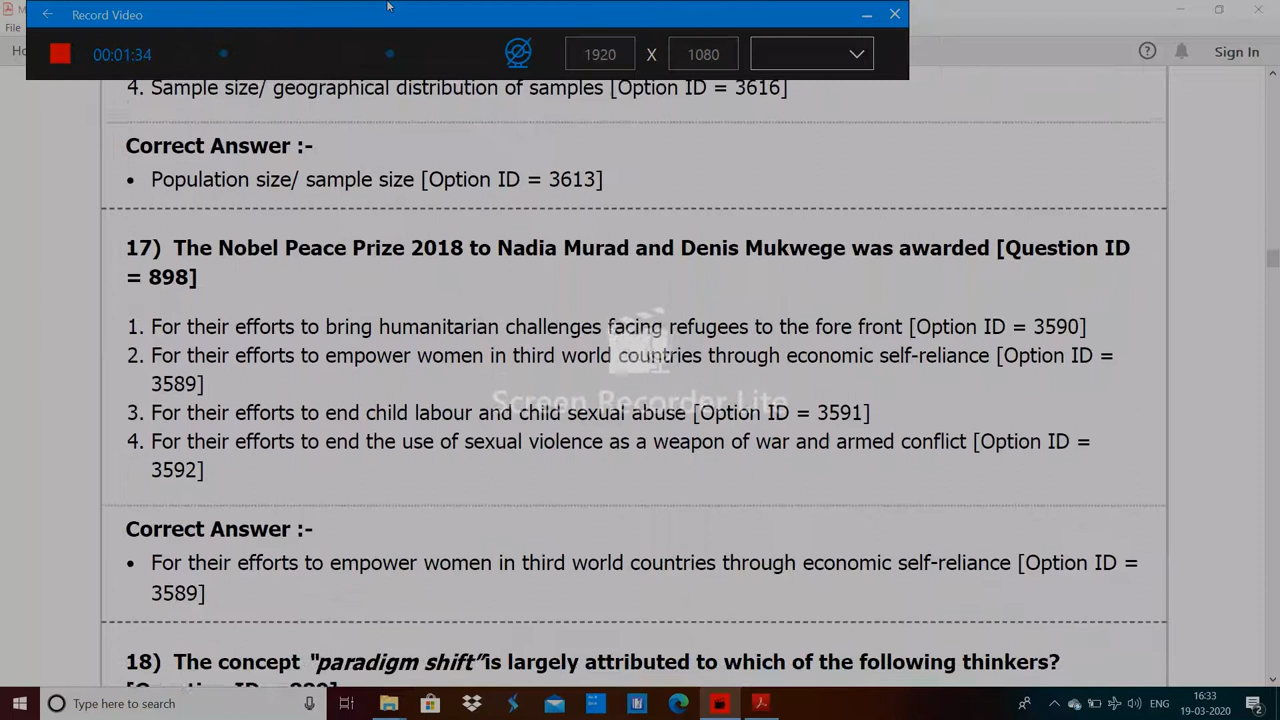 Record Video
File
Sign In
00:01:34
1920 X 1080
4. Sample size/ geographical distribution of samples [Option ID = 3616]
Correct Answer :-
• Population size/ sample size [Option ID = 3613]
17) The Nobel Peace Prize 2018 to Nadia Murad and Denis Mukwege was awarded [Question ID
= 898]
1. For their efforts to bring humanitarian challenges facing refugees to the fore front [Option ID = 3590]
2. For their efforts to empower women in third world countries through economic self-reliance [Option ID =
3589]
3. For their efforts to end child labour and child sexual abuse [Option ID = 3591]
4. For their efforts to end the use of sexual violence as a weapon of war and armed conflict [Option ID =
3592]
Screen Recorder Lite
Correct Answer :-
• For their efforts to empower women in third world countries through economic self-reliance [Option ID =
3589]
18) The concept "paradigm shift" is largely attributed to which of the following thinkers?
Type here to search
ENG
16:33
19-03-2020
2